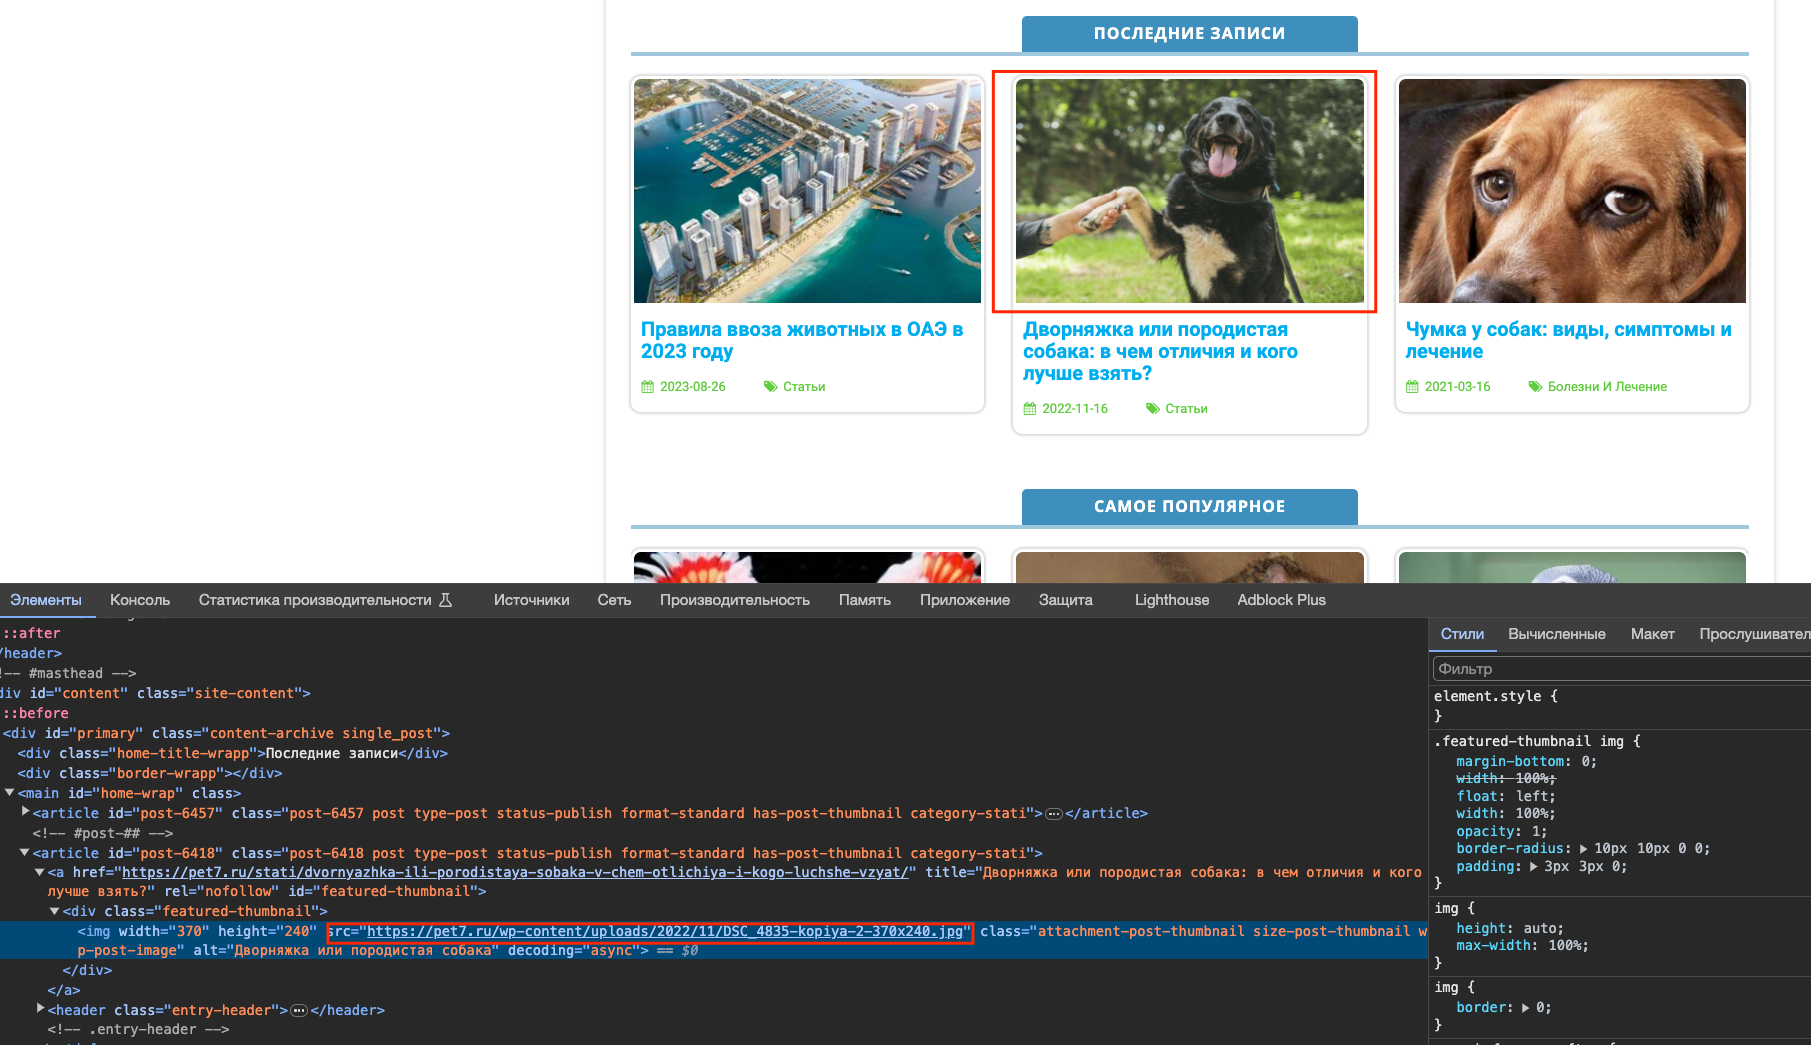 ПОСЛЕДНИЕ ЗАПИСИ
Правила ввоза животных в ОАЭ в
2023 году
2023-08-26 Статьи
Дворняжка или породистая
собака: в чем отличия и кого
лучше взять?
2022-11-16 Статьи
Чумка у собак: виды, симптомы и
лечение
2021-03-16 Болезни И Лечение
САМОЕ ПОПУЛЯРНОЕ
Элементы Консоль Статистика производительности Источники Сеть Производительность Память Приложение Защита Lighthouse Adblock Plus
::after
/header>
!-- #masthead -->
div id="content" class="site-content">
::before
<div id="primary" class="content-archive single_post">
<div class="home-title-wrapp">Последние записи</div>
<div class="border-wrapp"></div>
<main id="home-wrap" class>
<article id="post-6457" class="post-6457 post type-post status-publish format-standard has-post-thumbnail category-stati">…</article>
<!-- #post-## -->
<article id="post-6418" class="post-6418 post type-post status-publish format-standard has-post-thumbnail category-stati">
<a href="https://pet7.ru/stati/dvornyazhka-ili-porodistaya-sobaka-v-chem-otlichiya-i-kogo-luchshe-vzyat/" title="Дворняжка или породистая собака: в чем отличия и кого
лучше взять?" rel="nofollow" id="featured-thumbnail">
<div class="featured-thumbnail">
<img width="370" height="240" src="https://pet7.ru/wp-content/uploads/2022/11/DSC_4835-kopiya-2-370x240.jpg" class="attachment-post-thumbnail size-post-thumbnail w
p-post-image" alt="Дворняжка или породистая собака" decoding="async"> == $0
</div>
</a>
<header class="entry-header">…</header>
<!-- .entry-header -->
Стили Вычисленные Макет Прослушивател
Фильтр
element.style {
}
.featured-thumbnail img {
margin-bottom: 0;
width: 100%;
float: left;
width: 100%;
opacity: 1;
border-radius: 10px 10px 0 0;
padding: 3px 3px 0;
}
img {
height: auto;
max-width: 100%;
}
img {
border: 0;
}